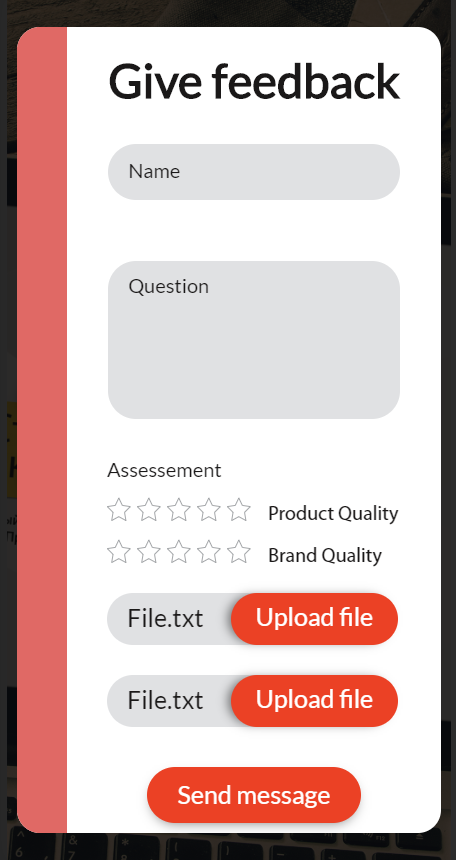 Give feedback
Name
Question
Assessement
Product Quality
Brand Quality
File.txt Upload file
File.txt Upload file
Send message